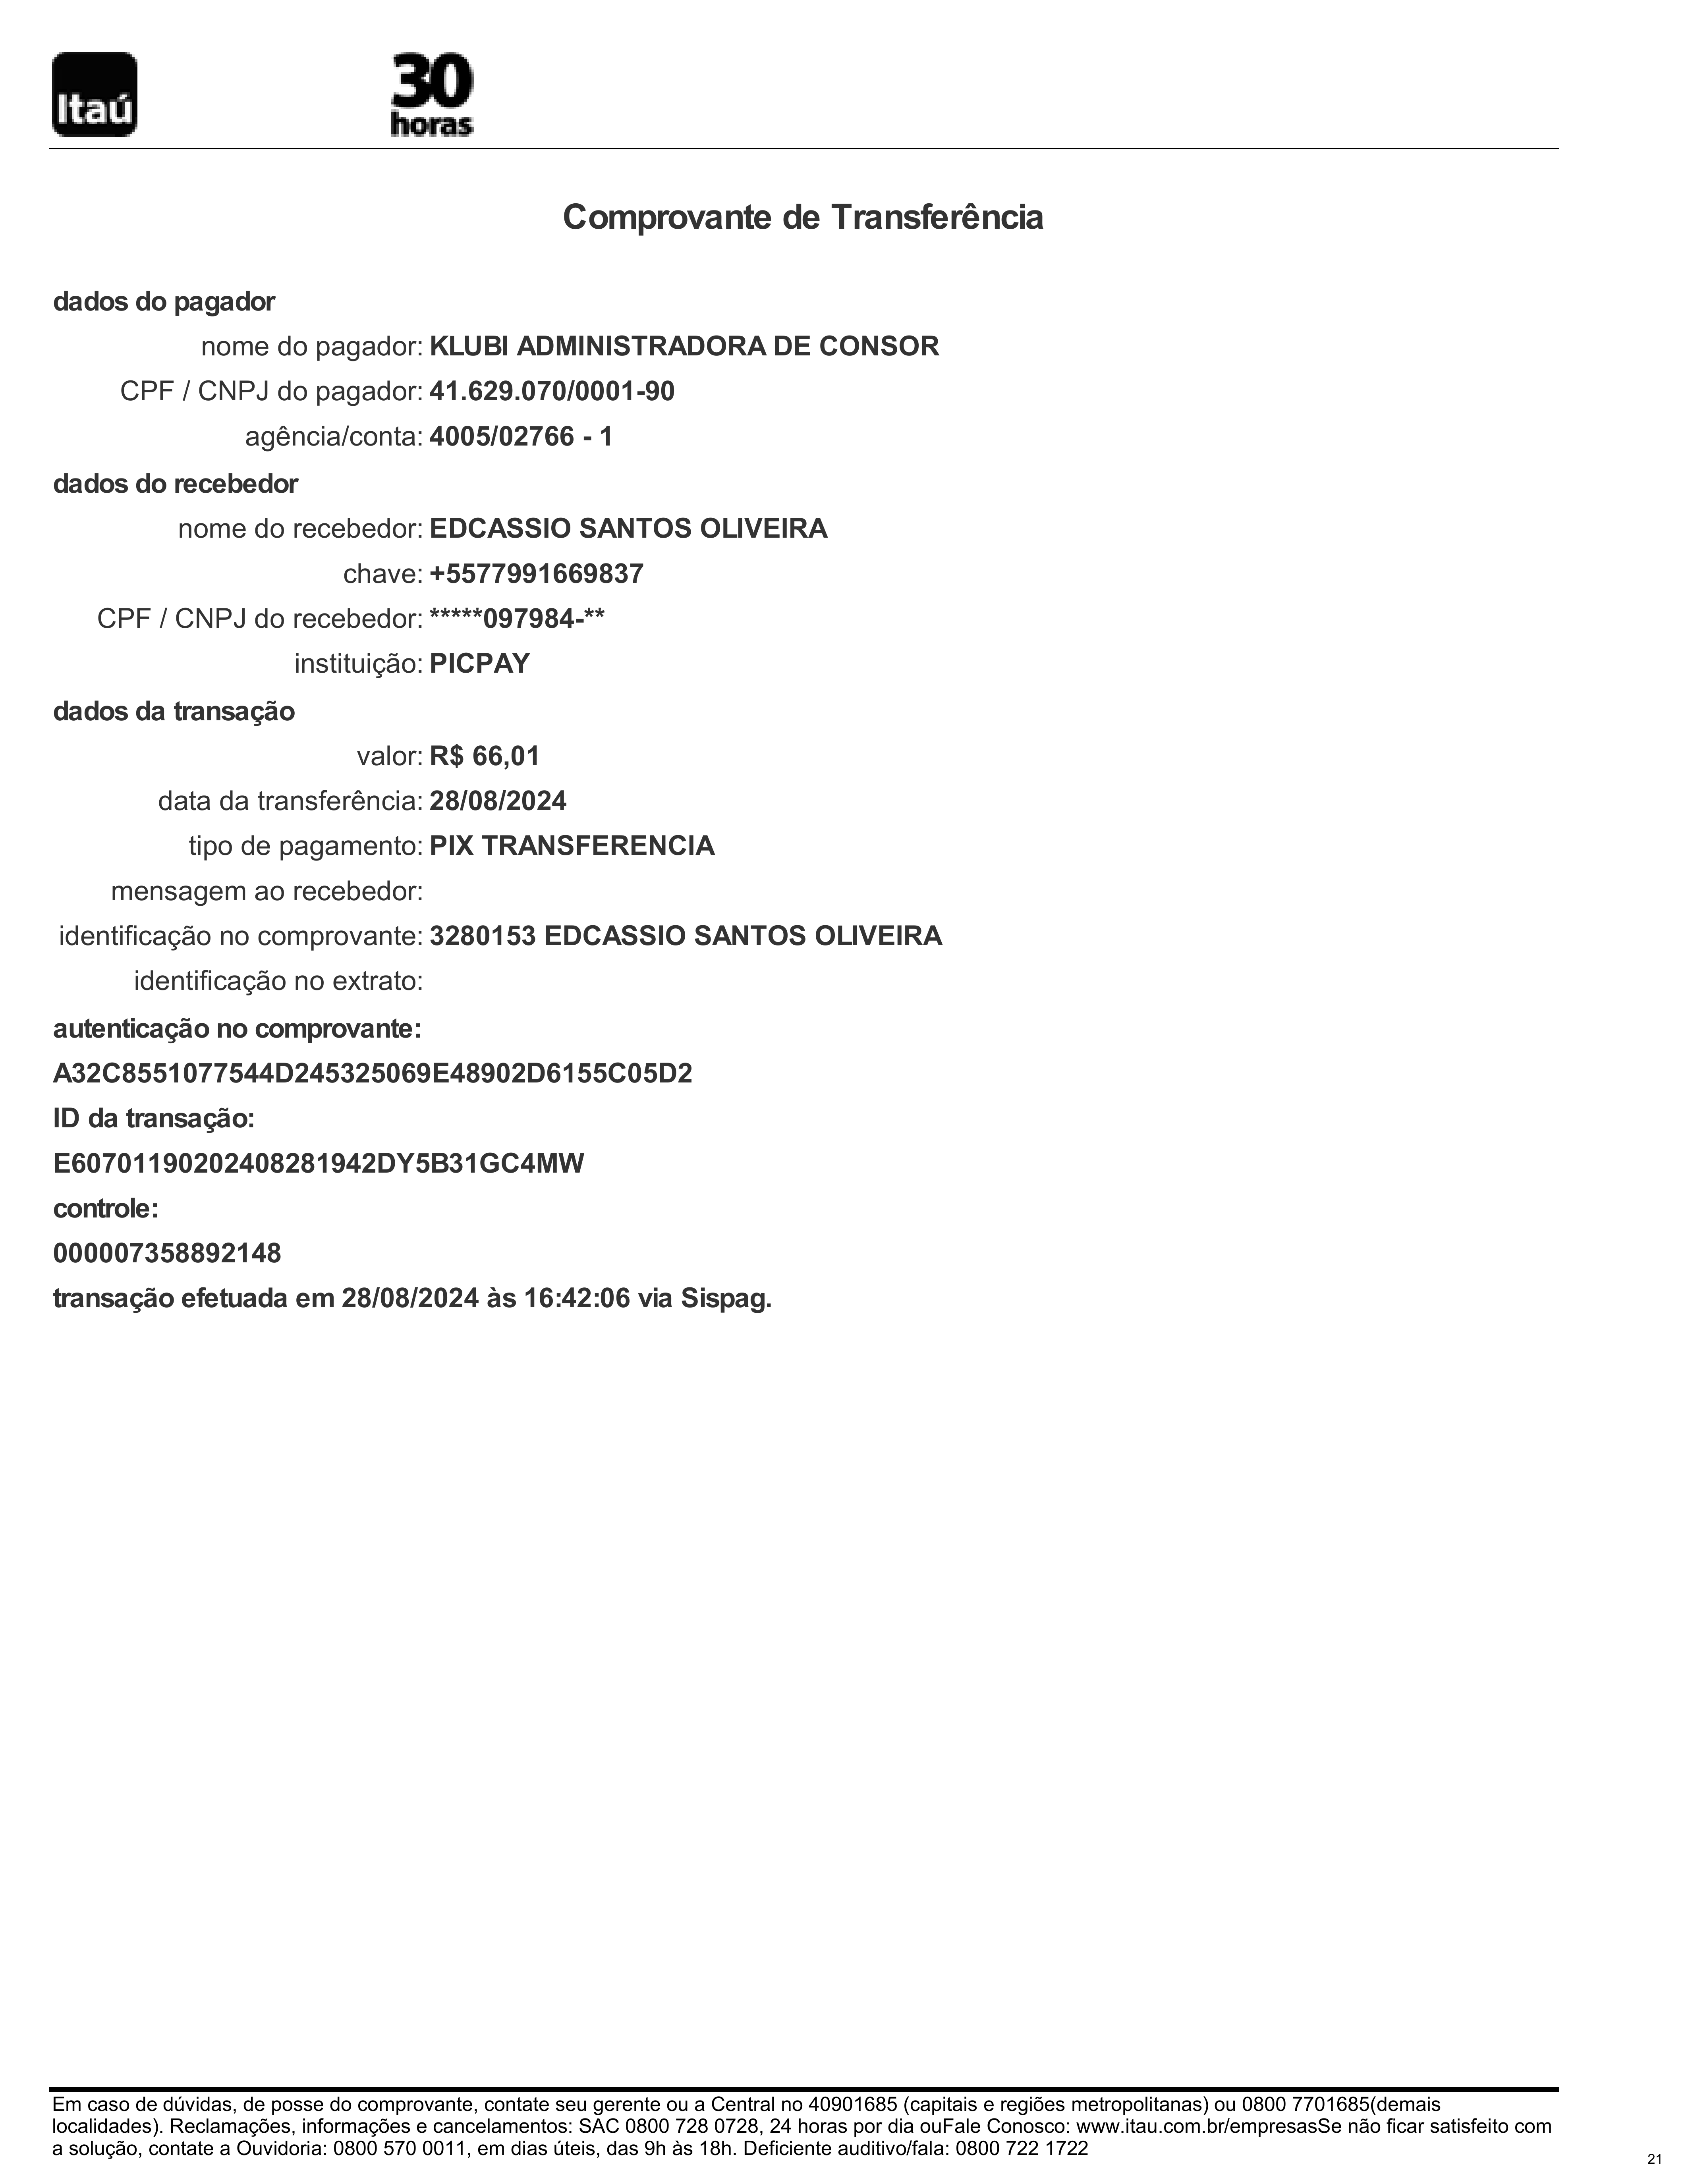 Itaú
30
horas
Comprovante de Transferência
dados do pagador
nome do pagador: KLUBI ADMINISTRADORA DE CONSOR
CPF / CNPJ do pagador: 41.629.070/0001-90
agência/conta: 4005/02766 - 1
dados do recebedor
nome do recebedor: EDCASSIO SANTOS OLIVEIRA
chave: +5577991669837
CPF / CNPJ do recebedor: *****097984-**
instituição: PICPAY
dados da transação
valor: R$ 66,01
data da transferência: 28/08/2024
tipo de pagamento: PIX TRANSFERENCIA
mensagem ao recebedor:
identificação no comprovante: 3280153 EDCASSIO SANTOS OLIVEIRA
identificação no extrato:
autenticação no comprovante:
A32C8551077544D245325069E48902D6155C05D2
ID da transação:
E60701190202408281942DY5B31GC4MW
controle:
000007358892148
transação efetuada em 28/08/2024 às 16:42:06 via Sispag.
Em caso de dúvidas, de posse do comprovante, contate seu gerente ou a Central no 40901685 (capitais e regiões metropolitanas) ou 0800 7701685(demais
localidades). Reclamações, informações e cancelamentos: SAC 0800 728 0728, 24 horas por dia ouFale Conosco: www.itau.com.br/empresasSe não ficar satisfeito com
a solução, contate a Ouvidoria: 0800 570 0011, em dias úteis, das 9h às 18h. Deficiente auditivo/fala: 0800 722 1722
21